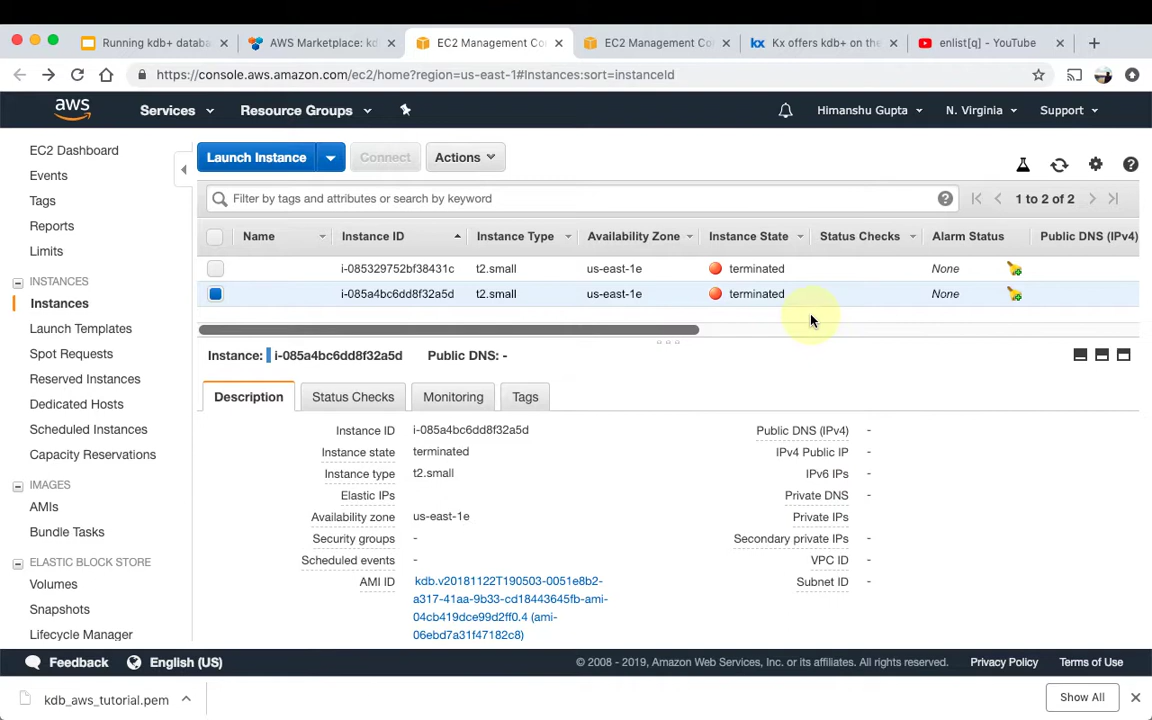 Running kdb+ databa
AWS Marketplace: kd
EC2 Management Co
EC2 Management Co
Kx offers kdb+ on the
enlist[q] - YouTube
https://console.aws.amazon.com/ec2/home?region=us-east-1#Instances:sort=instanceId
aws
Services
Resource Groups
Himanshu Gupta
N. Virginia
Support
EC2 Dashboard
Events
Tags
Reports
Limits
INSTANCES
Instances
Launch Templates
Spot Requests
Reserved Instances
Dedicated Hosts
Scheduled Instances
Capacity Reservations
IMAGES
AMIs
Bundle Tasks
ELASTIC BLOCK STORE
Volumes
Snapshots
Lifecycle Manager
Launch Instance
Connect
Actions
Filter by tags and attributes or search by keyword
1 to 2 of 2
Name Instance ID Instance Type Availability Zone Instance State Status Checks Alarm Status Public DNS (IPv4)
i-085329752bf38431c t2.small us-east-1e terminated None
i-085a4bc6dd8f32a5d t2.small us-east-1e terminated None
Instance: i-085a4bc6dd8f32a5d Public DNS: -
Description
Status Checks
Monitoring
Tags
Instance ID i-085a4bc6dd8f32a5d
Instance state terminated
Instance type t2.small
Elastic IPs
Availability zone us-east-1e
Security groups -
Scheduled events -
AMI ID kdb.v20181122T190503-0051e8b2-
a317-41aa-9b33-cd18443645fb-ami-
04cb419dce99d2ff0.4 (ami-
06ebd7a31f47182c8)
Public DNS (IPv4) -
IPv4 Public IP -
IPv6 IPs -
Private DNS -
Private IPs -
Secondary private IPs -
VPC ID -
Subnet ID -
Feedback
English (US)
© 2008 - 2019, Amazon Web Services, Inc. or its affiliates. All rights reserved.
Privacy Policy
Terms of Use
kdb_aws_tutorial.pem
Show All